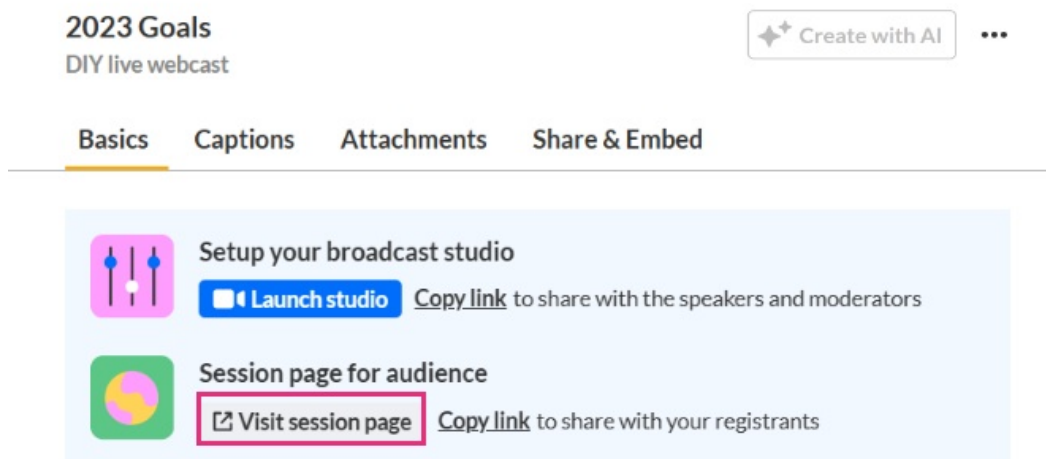 2023 Goals
Create with AI
DIY live webcast
Basics Captions Attachments Share & Embed
Setup your broadcast studio
Launch studio Copy link to share with the speakers and moderators
Session page for audience
Visit session page Copy link to share with your registrants